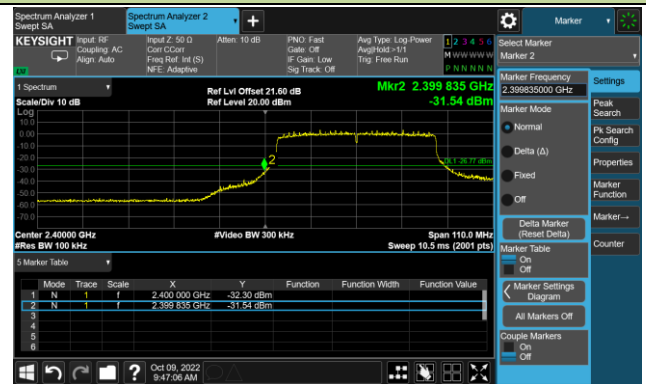 Spectrum Analyzer 1
Swept SA
Spectrum Analyzer 2
Swept SA
Marker
KEYSIGHT
Input: RF
Coupling: AC
Align: Auto
Input Z: 50 Ω
Corr CCorr
Freq Ref: Int (S)
NFE: Adaptive
Atten: 10 dB
PNO: Fast
Gate: Off
IF Gain: Low
Sig Track: Off
Avg Type: Log-Power
Avg|Hold:>1/1
Trig: Free Run
1 2 3 4 5 6
M W W W W W
P N N N N N
Select Marker
Marker 2
1 Spectrum
Scale/Div 10 dB
Ref Lvl Offset 21.60 dB
Ref Level 20.00 dBm
Mkr2 2.399 835 GHz
-31.54 dBm
Log
10.0
0.00
-10.0
-20.0
-30.0
-40.0
-50.0
-60.0
-70.0
2
DL1 -26.77 dBm
Center 2.40000 GHz
#Res BW 100 kHz
#Video BW 300 kHz
Span 110.0 MHz
Sweep 10.5 ms (2001 pts)
5 Marker Table
Mode Trace Scale X Y Function Function Width Function Value
1 N 1 f 2.400 000 GHz -32.30 dBm
2 N 1 f 2.399 835 GHz -31.54 dBm
3
4
5
6
Marker Frequency
2.399835000 GHz
Marker Mode
Normal
Delta (Δ)
Fixed
Off
Delta Marker
(Reset Delta)
Marker Table
On
Off
Marker Settings
Diagram
All Markers Off
Couple Markers
On
Off
Settings
Peak
Search
Pk Search
Config
Properties
Marker
Function
Marker→
Counter
?
Oct 09, 2022
9:47:06 AM